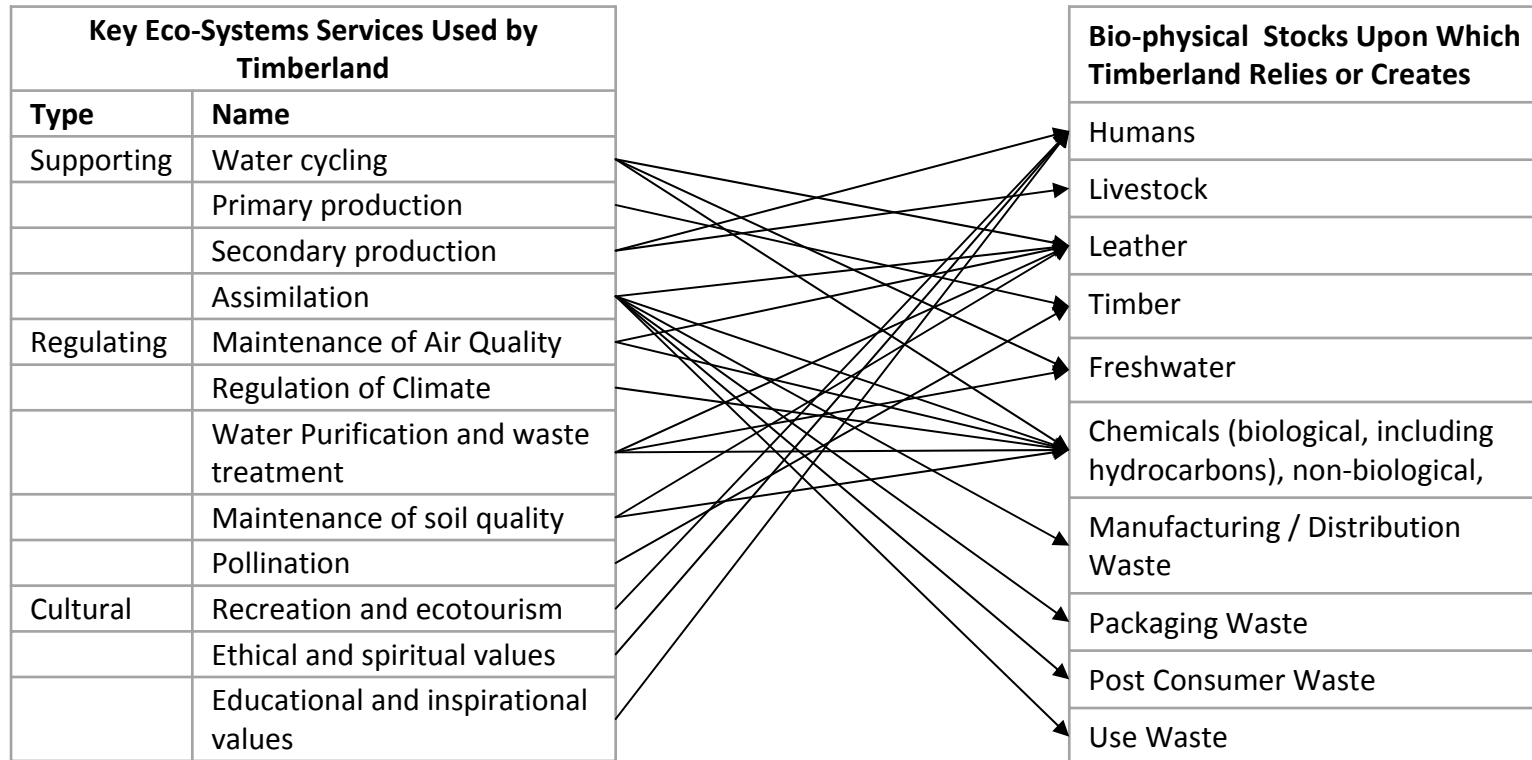 Key Eco-Systems Services Used by
Timberland
Type Name
Supporting Water cycling
Primary production
Secondary production
Assimilation
Regulating Maintenance of Air Quality
Regulation of Climate
Water Purification and waste
treatment
Maintenance of soil quality
Pollination
Cultural Recreation and ecotourism
Ethical and spiritual values
Educational and inspirational
values
Bio-physical Stocks Upon Which
Timberland Relies or Creates
Humans
Livestock
Leather
Timber
Freshwater
Chemicals (biological, including
hydrocarbons), non-biological,
Manufacturing / Distribution
Waste
Packaging Waste
Post Consumer Waste
Use Waste